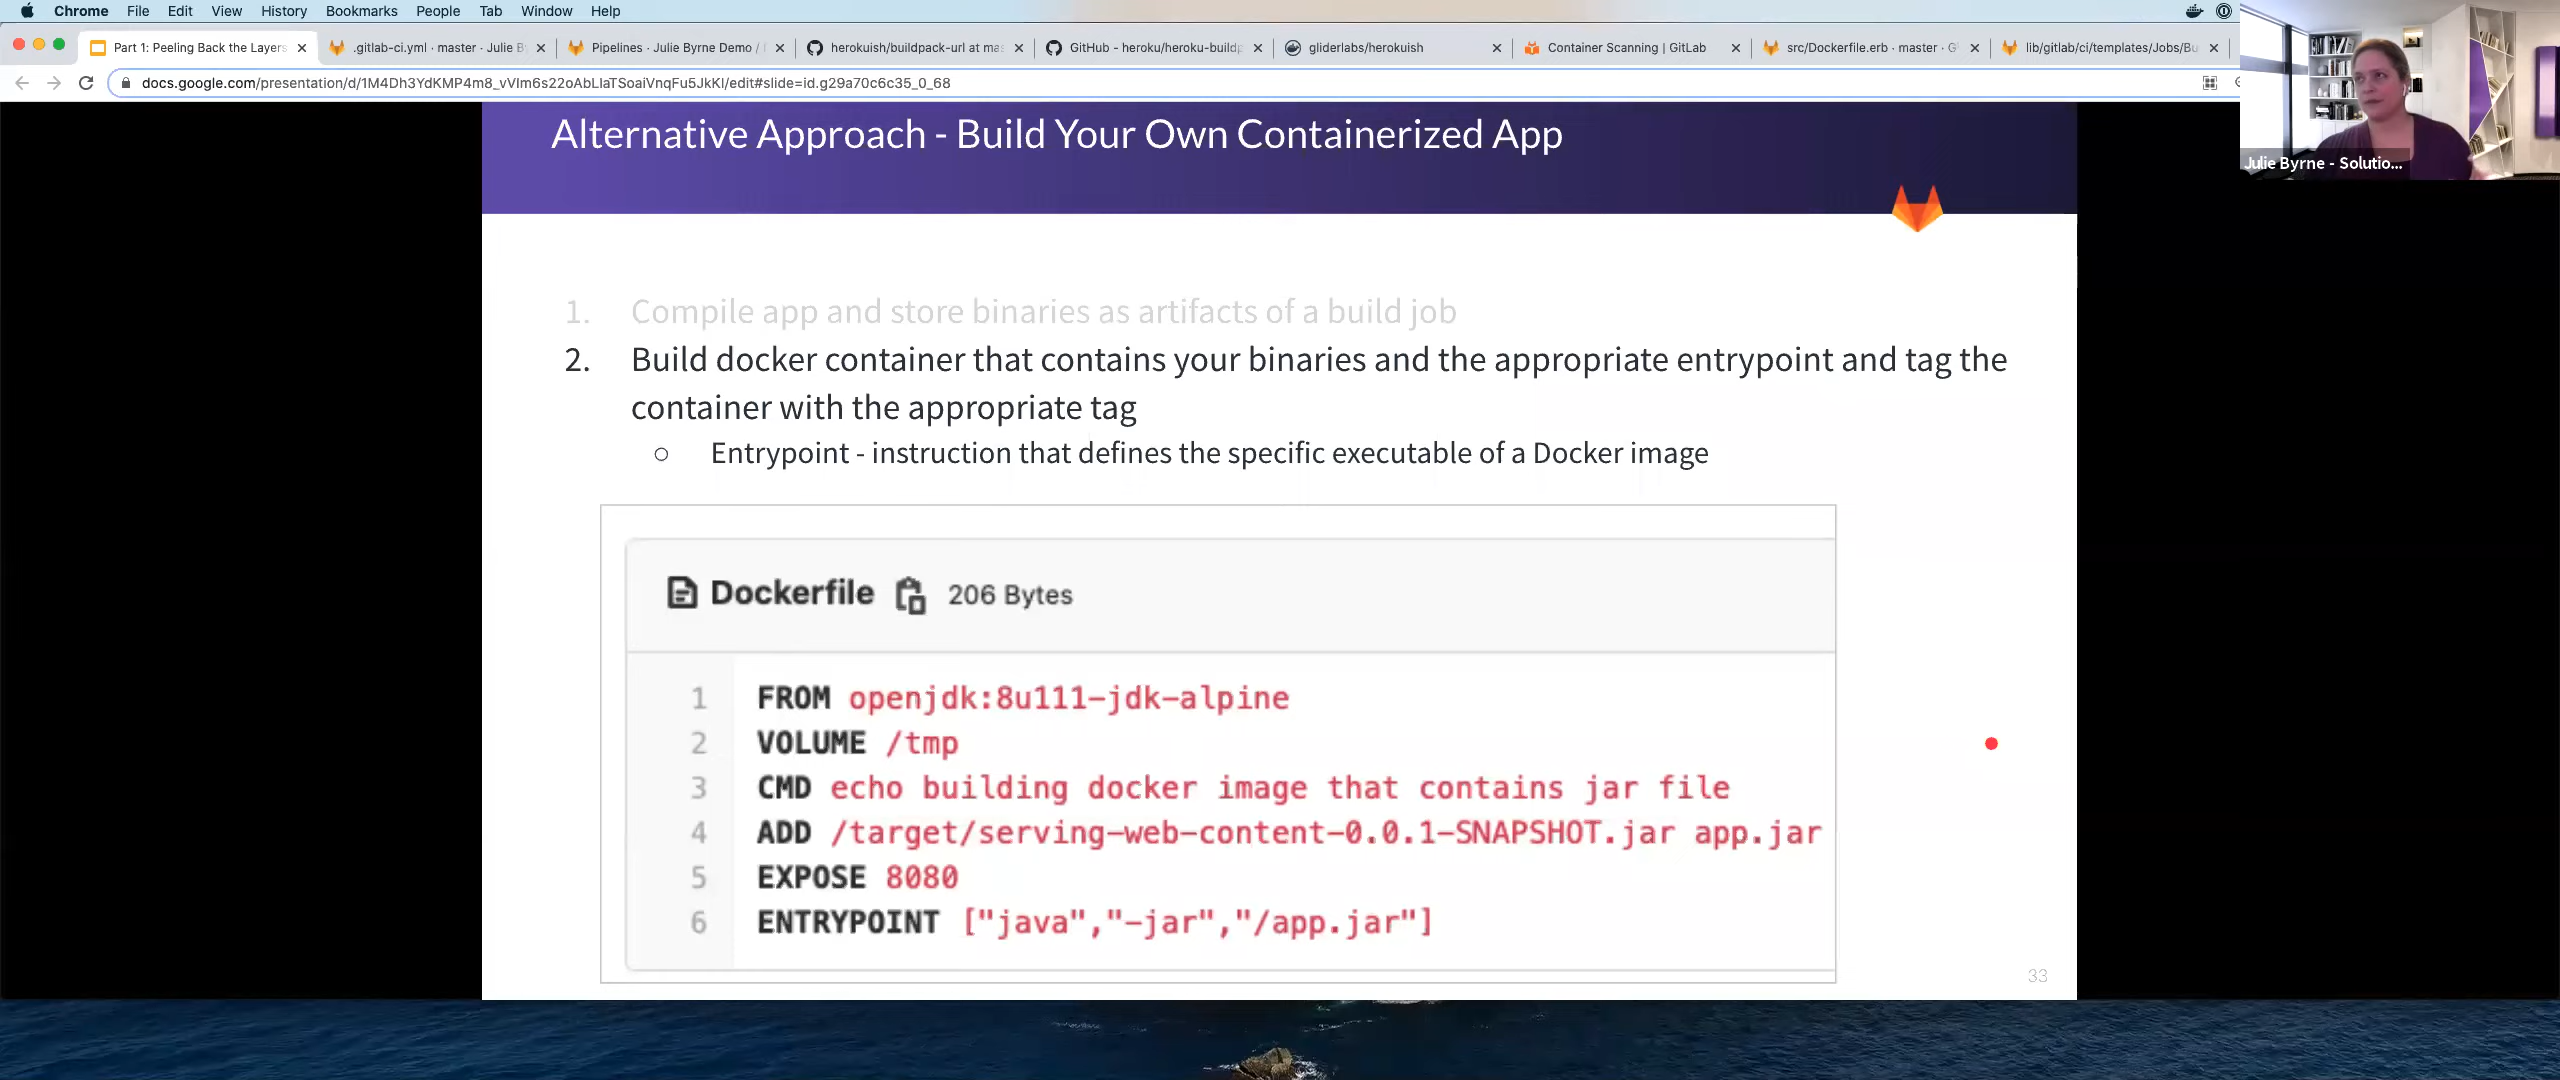 Chrome File Edit View History Bookmarks People Tab Window Help
Part 1: Peeling Back the Layers
.gitlab-ci.yml · master · Julie B
Pipelines · Julie Byrne Demo /
herokuish/buildpack-url at mas
GitHub - heroku/heroku-buildp
gliderlabs/herokuish
Container Scanning | GitLab
src/Dockerfile.erb · master · G
lib/gitlab/ci/templates/Jobs/Bu
docs.google.com/presentation/d/1M4Dh3YdKMP4m8_vVIm6s22oAbLIaTSoaiVnqFu5JkKI/edit#slide=id.g29a70c6c35_0_68
Julie Byrne - Solutio...
Alternative Approach - Build Your Own Containerized App
1. Compile app and store binaries as artifacts of a build job
2. Build docker container that contains your binaries and the appropriate entrypoint and tag the
container with the appropriate tag
○ Entrypoint - instruction that defines the specific executable of a Docker image
Dockerfile 206 Bytes
1 FROM openjdk:8u111-jdk-alpine
2 VOLUME /tmp
3 CMD echo building docker image that contains jar file
4 ADD /target/serving-web-content-0.0.1-SNAPSHOT.jar app.jar
5 EXPOSE 8080
6 ENTRYPOINT ["java","-jar","/app.jar"]
33